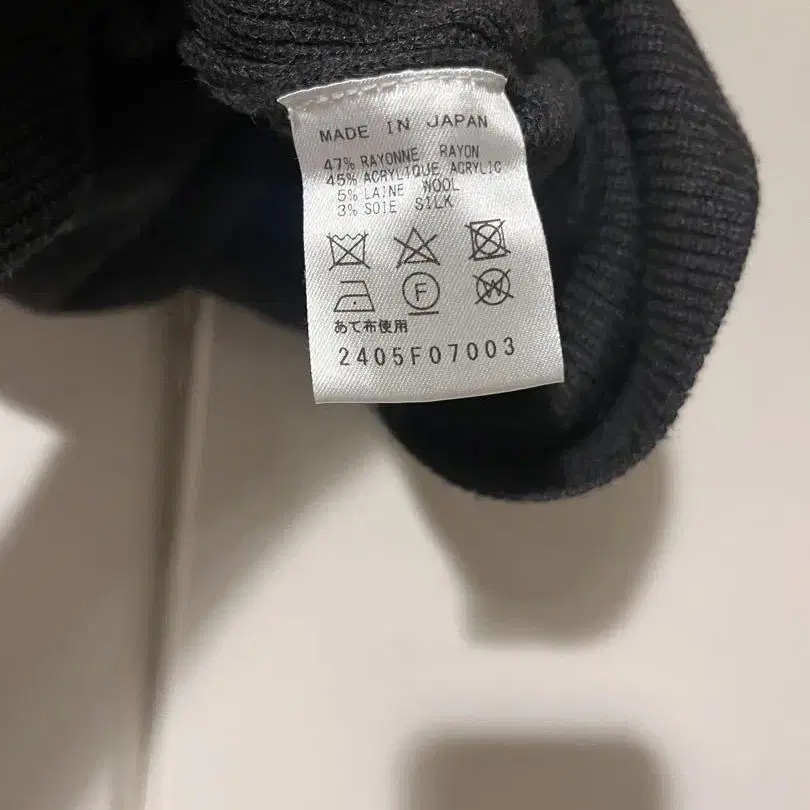 MADE IN JAPAN
47% RAYONNE RAYON
45% ACRYLIQUE ACRYLIC
5% LAINE WOOL
3% SOIE SILK
F
W
あて布使用
2405F07003